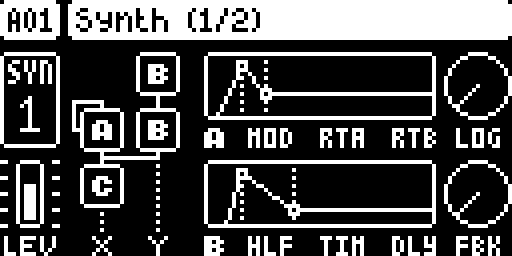 A01 Synth (1/2)
SYN
1
B
A B
C
A MOD RTA RTB LOG
LEV X Y B HLF TIM DLY FBK